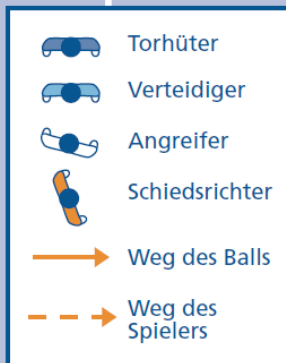 Torhüter
Verteidiger
Angreifer
Schiedsrichter
Weg des Balls
Weg des
Spielers